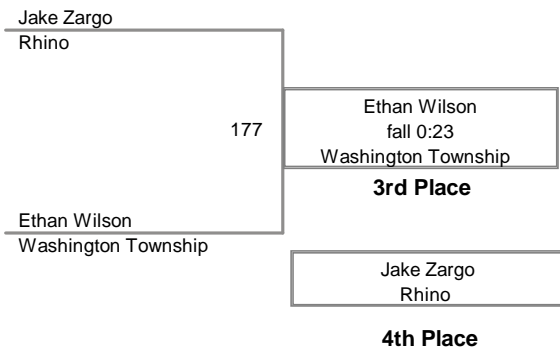 Jake Zargo
Rhino
177
Ethan Wilson
fall 0:23
Washington Township
3rd Place
Ethan Wilson
Washington Township
Jake Zargo
Rhino
4th Place